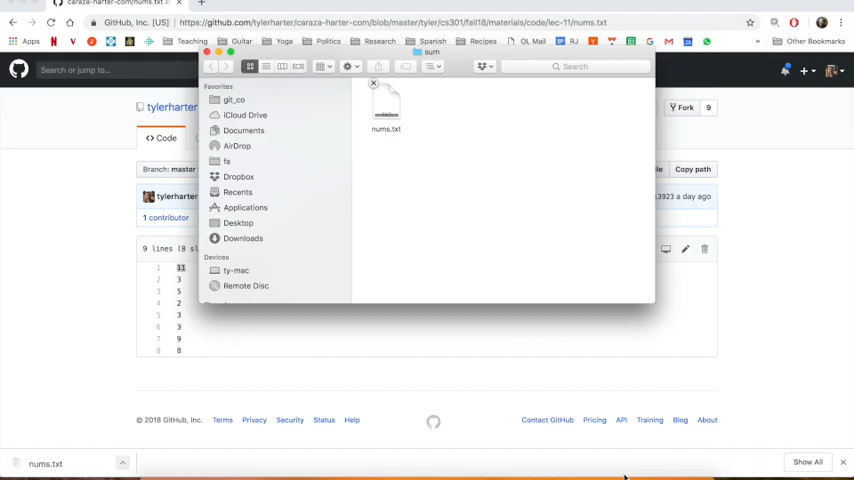 caraza-harter-com/nums.txt at
GitHub, Inc. [US] https://github.com/tylerharter/caraza-harter-com/blob/master/tyler/cs301/fall18/materials/code/lec-11/nums.txt
Apps Teaching Guitar Yoga Politics Research Spanish Recipes OL Mail RJ » Other Bookmarks
Search or jump to...
sum
Search
Favorites
git_co
iCloud Drive
Documents
AirDrop
fa
Dropbox
Recents
Applications
Desktop
Downloads
Devices
ty-mac
Remote Disc
nums.txt
tylerharter
Fork 9
<> Code
Branch: master
Copy path
tylerharter
13923 a day ago
1 contributor
9 lines (8 sl
1 11
2 3
3 5
4 2
5 3
6 3
7 9
8 8
© 2018 GitHub, Inc. Terms Privacy Security Status Help Contact GitHub Pricing API Training Blog About
nums.txt
Show All